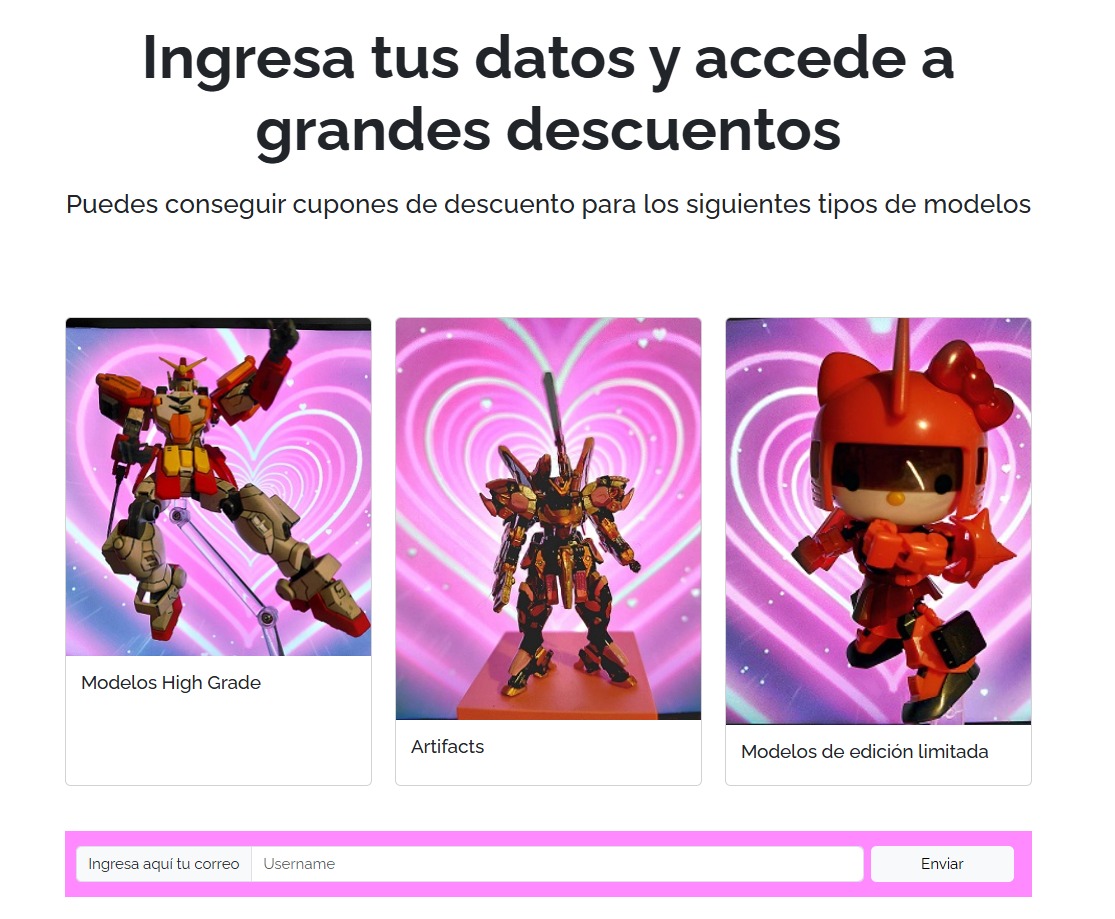 Ingresa tus datos y accede a
grandes descuentos
Puedes conseguir cupones de descuento para los siguientes tipos de modelos
Modelos High Grade
Artifacts
Modelos de edición limitada
Ingresa aquí tu correo Username Enviar